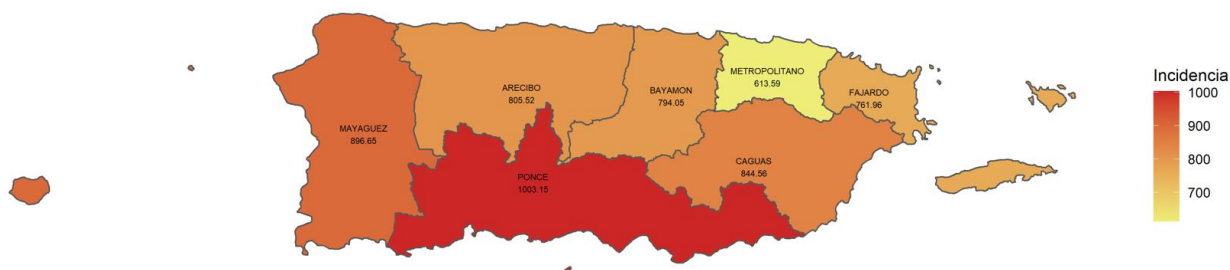 METROPOLITANO
613.59
ARECIBO
805.52
BAYAMON
794.05
FAJARDO
761.96
MAYAGUEZ
896.65
CAGUAS
844.56
PONCE
1003.15
Incidencia
1000
900
800
700